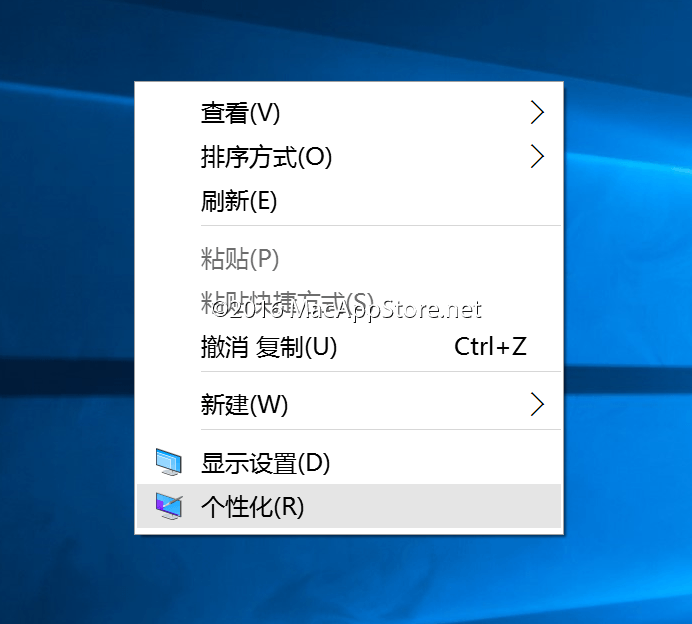 查看(V)
排序方式(O)
刷新(E)
粘贴(P)
粘贴快捷方式(S)
©2016 MacAppStore.net
撤消 复制(U) Ctrl+Z
新建(W)
显示设置(D)
个性化(R)